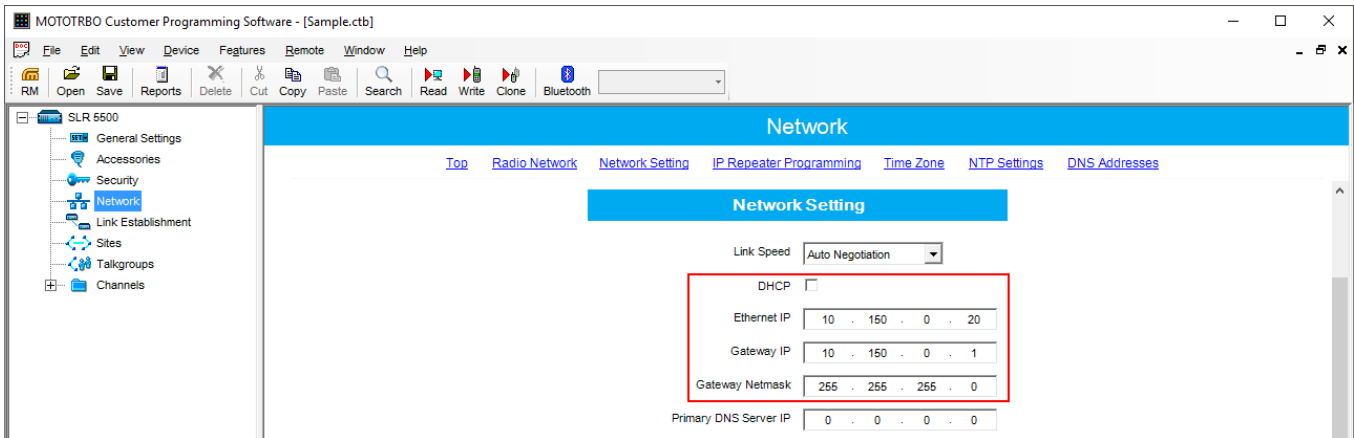 MOTOTRBO Customer Programming Software - [Sample.ctb]
DOC File Edit View Device Features Remote Window Help
RM Open Save Reports Delete Cut Copy Paste Search Read Write Clone Bluetooth
SLR 5500
SET General Settings
Accessories
Security
Network
Link Establishment
Sites
Talkgroups
Channels
Network
Top Radio Network Network Setting IP Repeater Programming Time Zone NTP Settings DNS Addresses
Network Setting
Link Speed Auto Negotiation
DHCP
Ethernet IP 10 . 150 . 0 . 20
Gateway IP 10 . 150 . 0 . 1
Gateway Netmask 255 . 255 . 255 . 0
Primary DNS Server IP 0 . 0 . 0 . 0